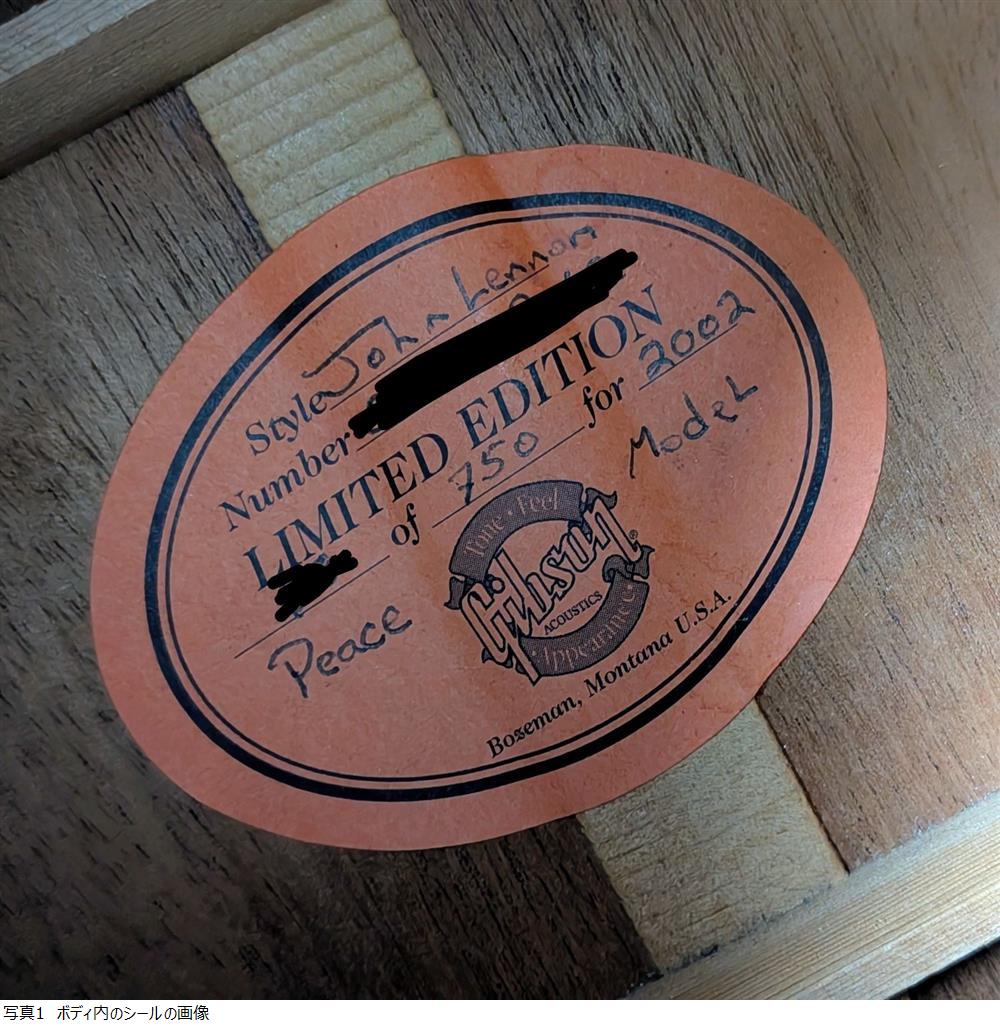 Style John Lennon
Number
LIMITED EDITION
of 750 for 2002
Peace Model
Tone · Feel
Gibson®
ACOUSTICS
· Appearance ·
Bozeman, Montana U.S.A.
写真1 ボディ内のシールの画像